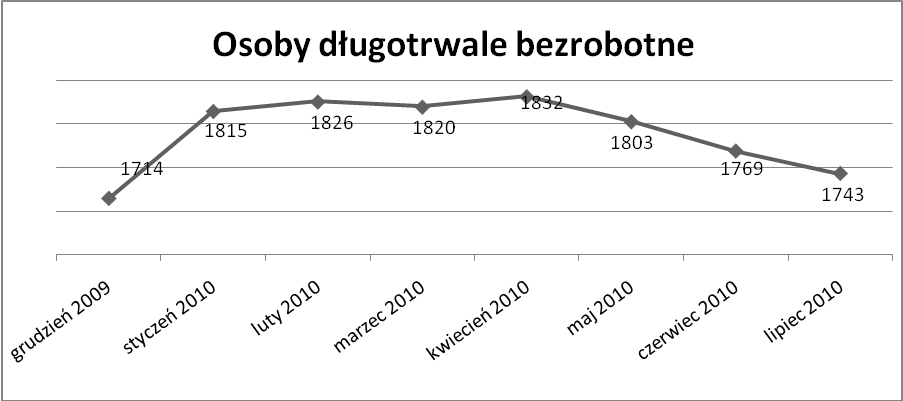 Osoby długotrwale bezrobotne
1714
1815
1826
1820
1832
1803
1769
1743
grudzień 2009
styczeń 2010
luty 2010
marzec 2010
kwiecień 2010
maj 2010
czerwiec 2010
lipiec 2010